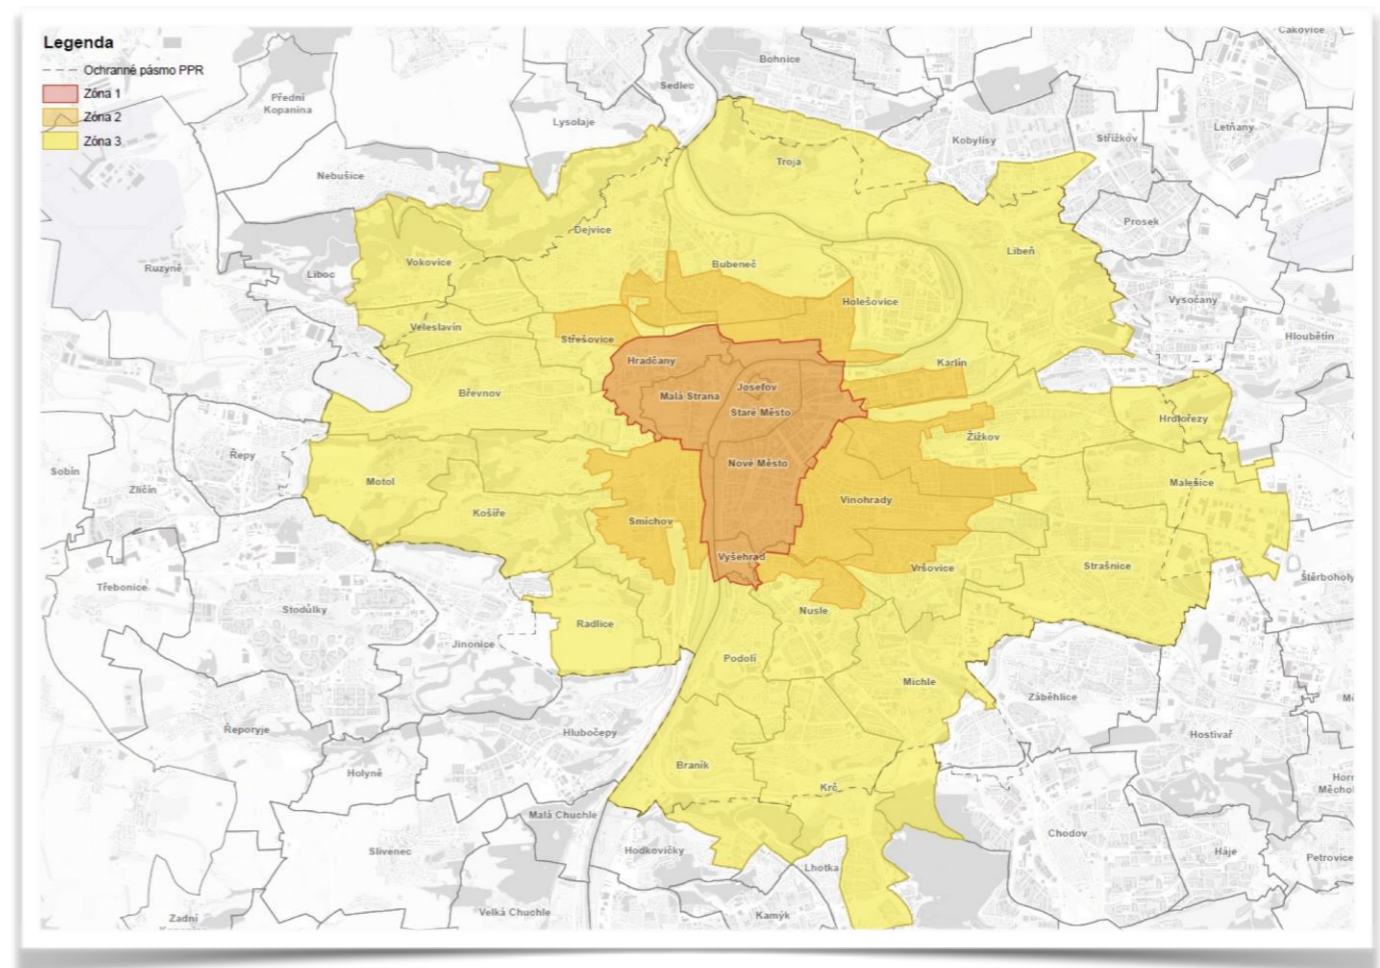 Legenda
Ochranné pásmo PPR
Zóna 1
Zóna 2
Zóna 3
Čakovice
Bohnice
Sedlec
Přední
Kopanina
Lysolaje
Letňany
Střížkov
Kobylisy
Troja
Nebušice
Prosek
Dejvice
Libeň
Vokovice
Bubeneč
Ruzyně
Liboc
Holešovice
Vysočany
Veleslavín
Hloubětín
Střešovice
Hradčany
Karlín
Josefov
Břevnov
Malá Strana
Staré Město
Hrdlořezy
Žižkov
Řepy
Nové Město
Sobín
Motol
Malešice
Zličín
Vinohrady
Košíře
Smíchov
Vyšehrad
Vršovice
Strašnice
Štěrboholy
Třebonice
Stodůlky
Nusle
Radlice
Jinonice
Podolí
Michle
Záběhlice
Řeporyje
Hlubočepy
Hostivař
Braník
Holyně
Krč
Horn
Měchol
Malá Chuchle
Chodov
Slivenec
Hodkovičky
Háje
Petrovice
Lhotka
Velká Chuchle
Kamýk
Zadní